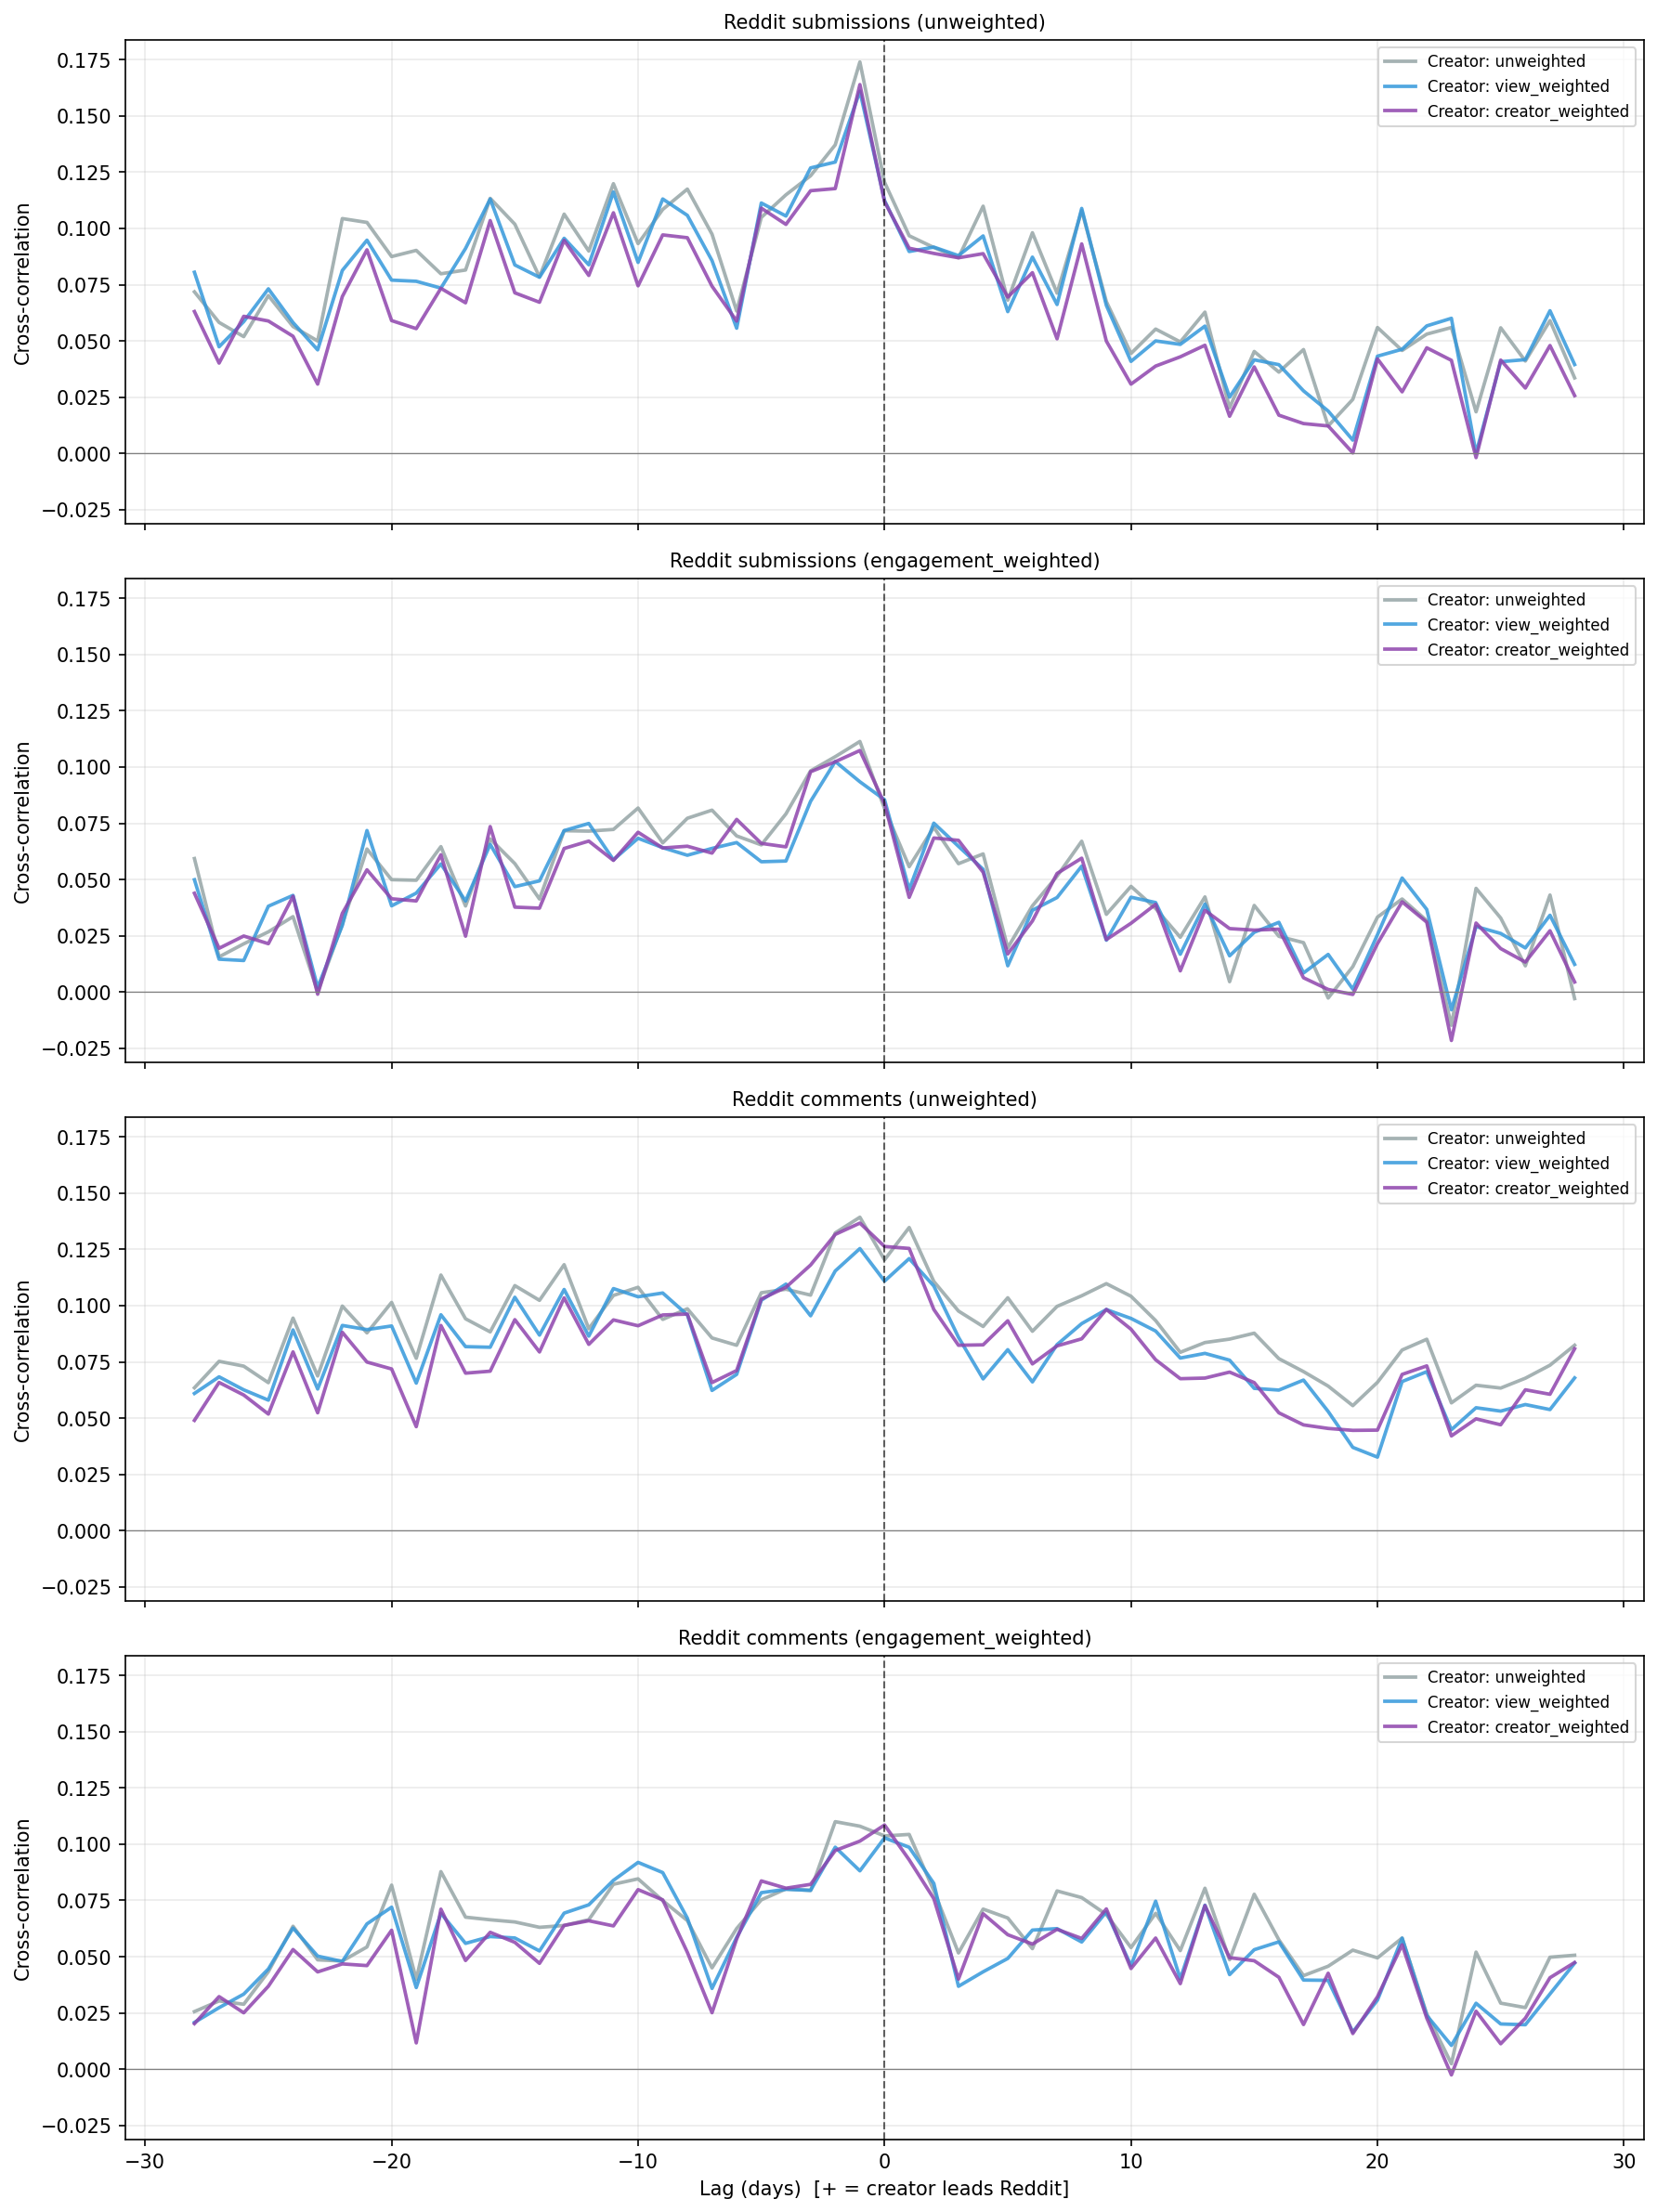 Reddit submissions (unweighted)
Cross-correlation
0.175
0.150
0.125
0.100
0.075
0.050
0.025
0.000
−0.025
Creator: unweighted
Creator: view_weighted
Creator: creator_weighted
Reddit submissions (engagement_weighted)
Cross-correlation
0.175
0.150
0.125
0.100
0.075
0.050
0.025
0.000
−0.025
Creator: unweighted
Creator: view_weighted
Creator: creator_weighted
Reddit comments (unweighted)
Cross-correlation
0.175
0.150
0.125
0.100
0.075
0.050
0.025
0.000
−0.025
Creator: unweighted
Creator: view_weighted
Creator: creator_weighted
Reddit comments (engagement_weighted)
Cross-correlation
0.175
0.150
0.125
0.100
0.075
0.050
0.025
0.000
−0.025
Creator: unweighted
Creator: view_weighted
Creator: creator_weighted
−30 −20 −10 0 10 20 30
Lag (days) [+ = creator leads Reddit]